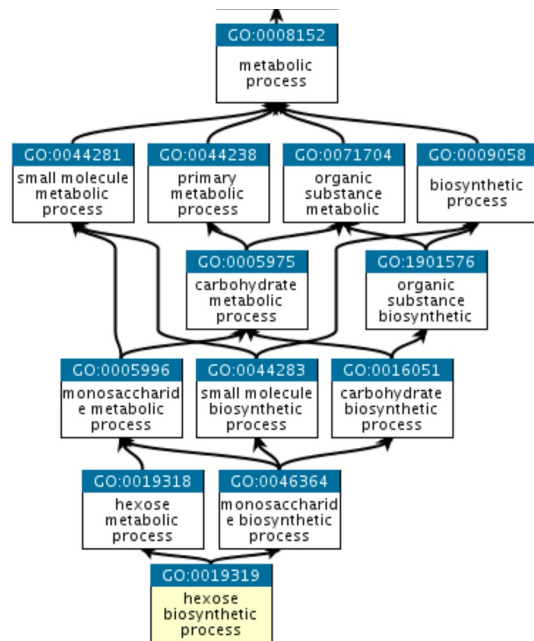 GO:0008152
metabolic
process
GO:0044281
small molecule
metabolic
process
GO:0044238
primary
metabolic
process
GO:0071704
organic
substance
metabolic
GO:0009058
biosynthetic
process
GO:0005975
carbohydrate
metabolic
process
GO:1901576
organic
substance
biosynthetic
GO:0005996
monosaccharid
e metabolic
process
GO:0044283
small molecule
biosynthetic
process
GO:0016051
carbohydrate
biosynthetic
process
GO:0019318
hexose
metabolic
process
GO:0046364
monosaccharid
e biosynthetic
process
GO:0019319
hexose
biosynthetic
process